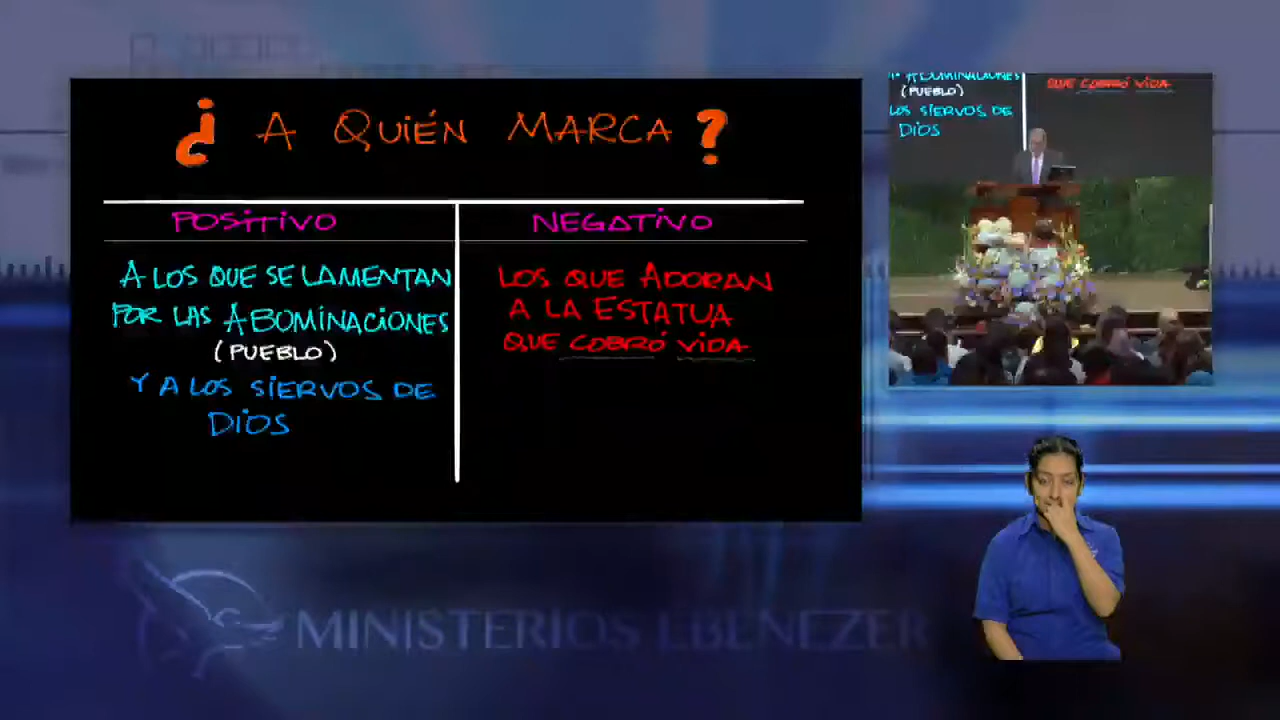 ¿ A QUIÉN MARCA ?
POSITIVO
NEGATIVO
A LOS QUE SE LAMENTAN
POR LAS ABOMINACIONES
(PUEBLO)
Y A LOS SIERVOS DE
DIOS
LOS QUE ADORAN
A LA ESTATUA
QUE COBRÓ VIDA
ABOMINACIONES
(PUEBLO)
LOS SIERVOS DE
DIOS
QUE COBRÓ VIDA
MINISTERIOS EBENEZER